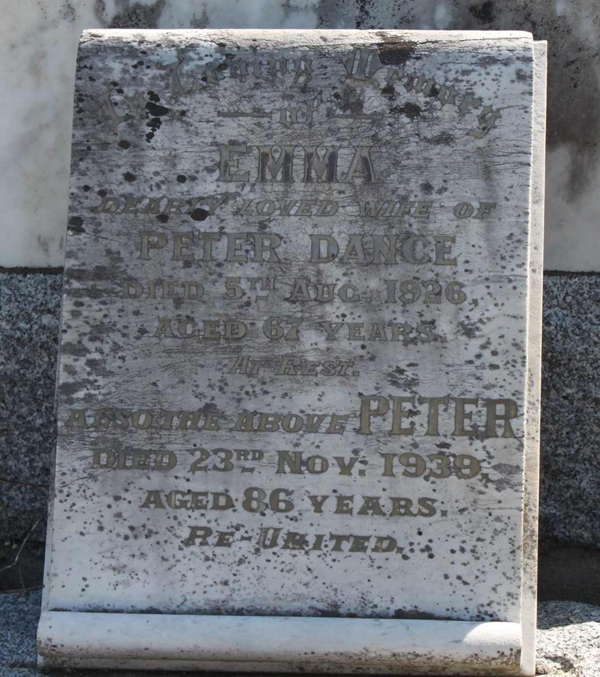 In Loving Memory
of
EMMA
DEARLY LOVED WIFE OF
PETER DANCE
DIED 5TH AUG. 1926,
AGED 67 YEARS.
AT REST.
ALSO THE ABOVE PETER
DIED 23RD NOV. 1939,
AGED 86 YEARS.
RE-UNITED.